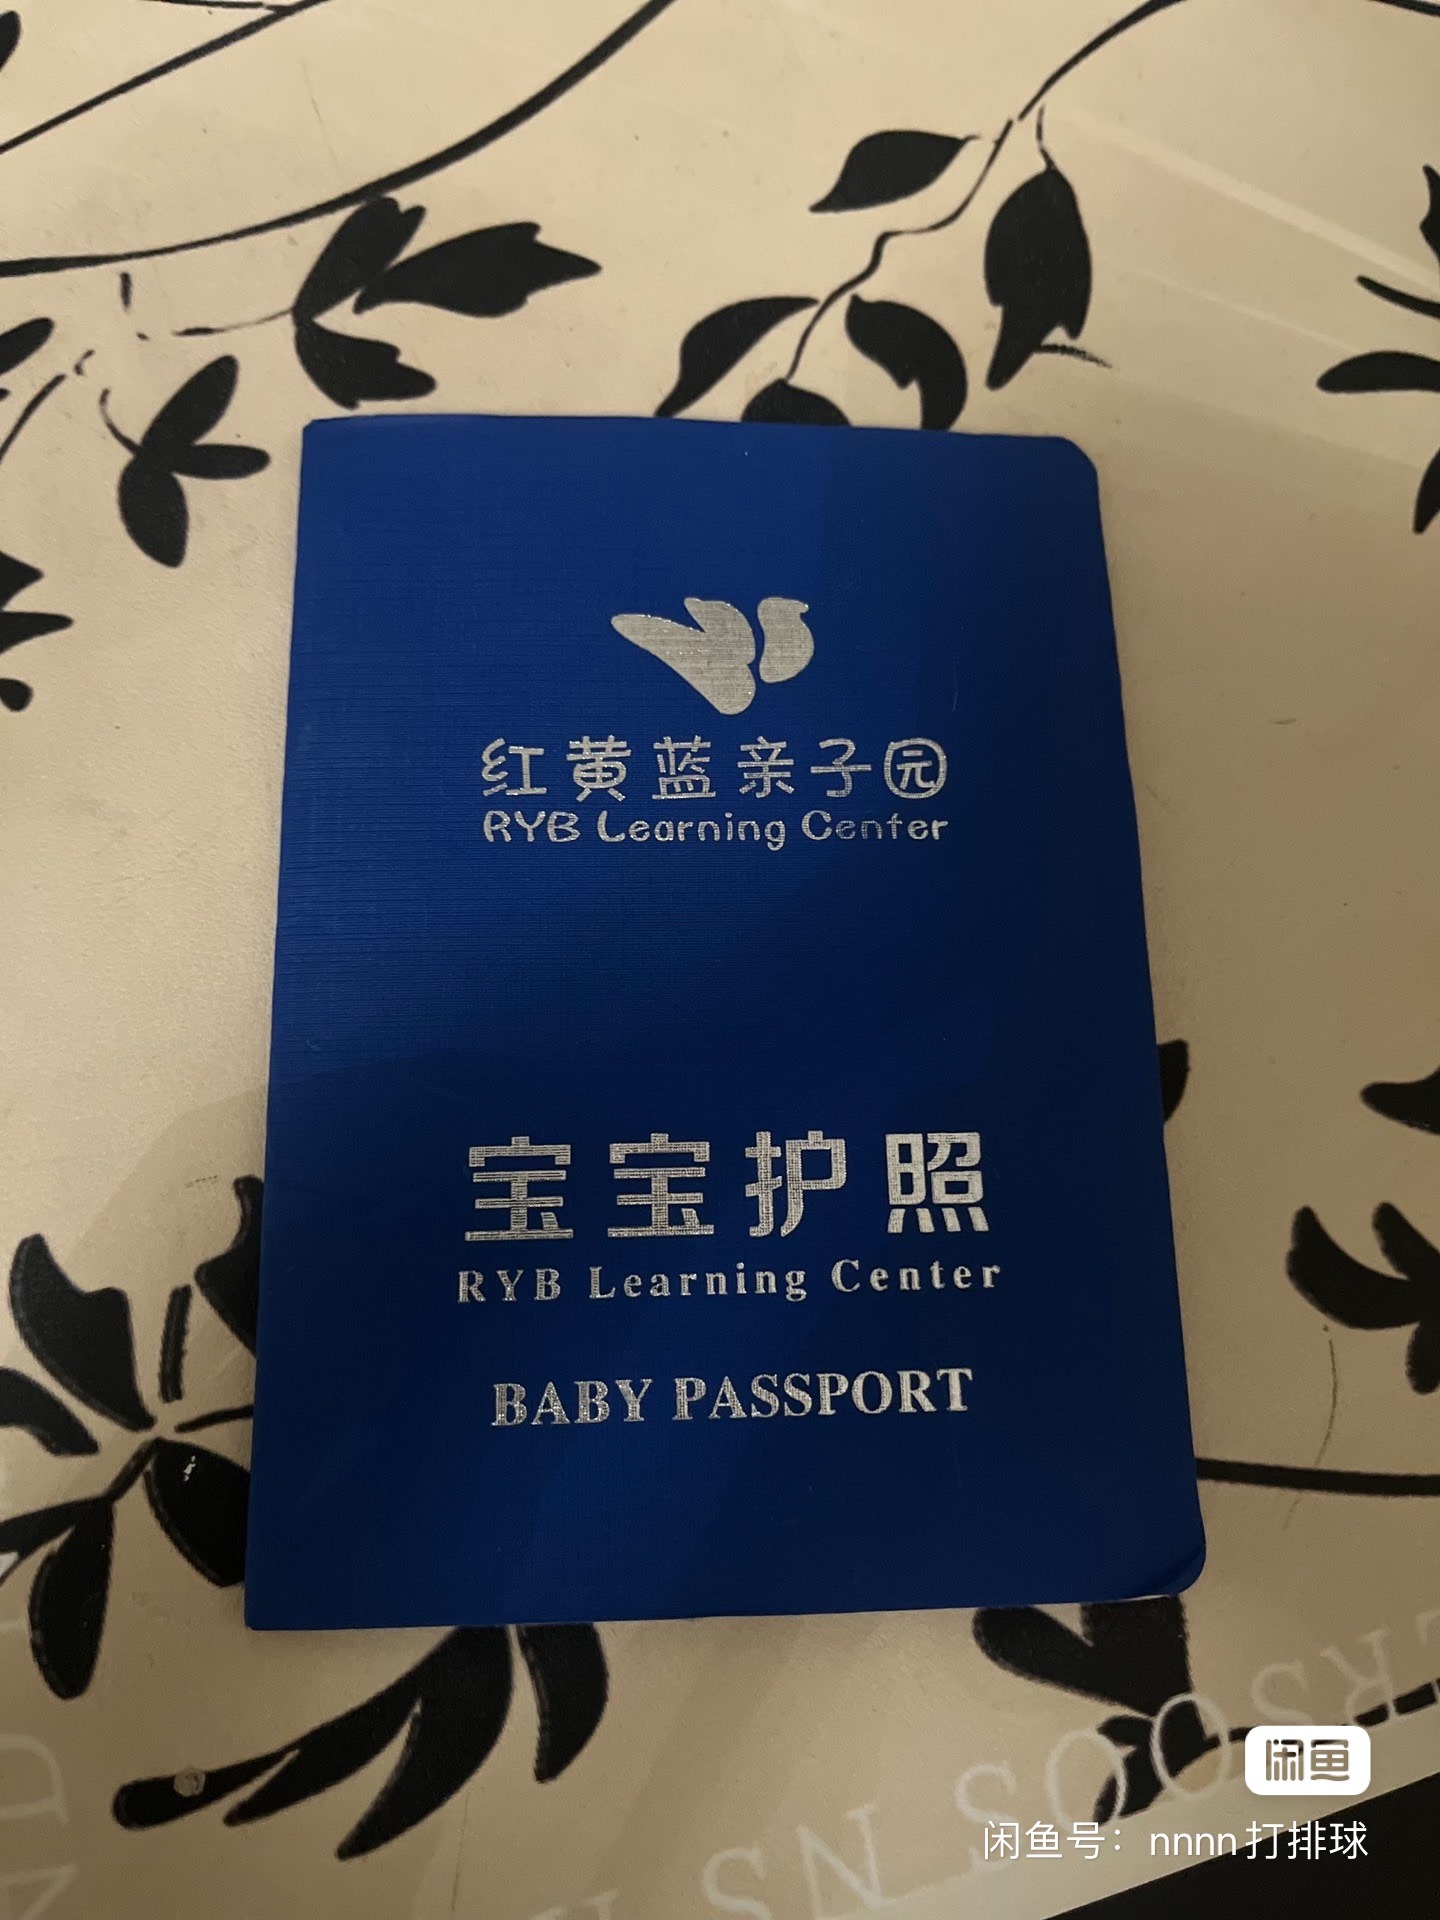 红黄蓝亲子园
RYB Learning Center
宝宝护照
RYB Learning Center
BABY PASSPORT
闲鱼
闲鱼号：nnnn打排球